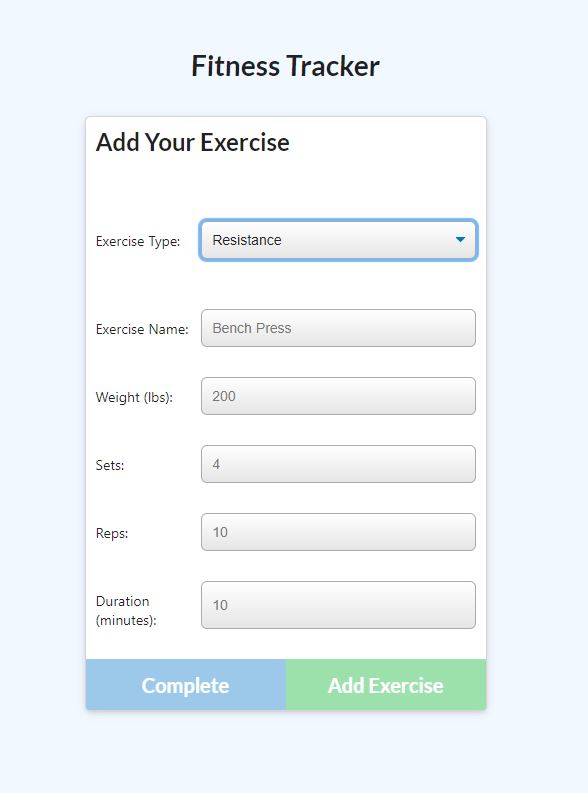 Fitness Tracker
Add Your Exercise
Exercise Type: Resistance
Exercise Name: Bench Press
Weight (lbs): 200
Sets: 4
Reps: 10
Duration
(minutes): 10
Complete Add Exercise